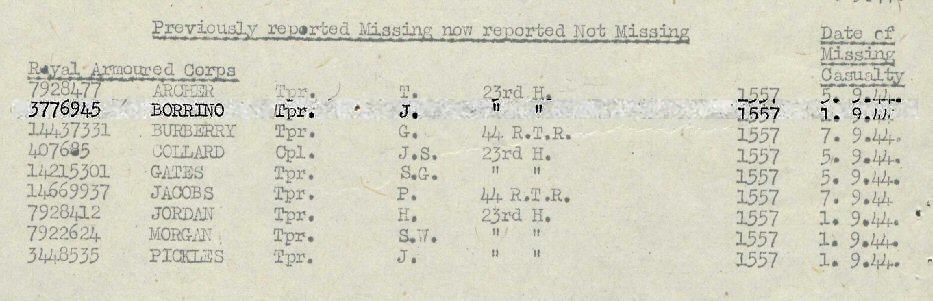 Previously reported Missing now reported Not Missing
Date of
Missing
Casualty
Royal Armoured Corps
7928477 ARCHER Tpr. T. 23rd H. 1557 5. 9.44.
3776945 BORRINO Tpr. J. " " 1557 1. 9.44
14437331 BURBERRY Tpr. G. 44 R.T.R. 1557 7. 9.44.
407685 COLLARD Cpl. J.S. 23rd H. 1557 5. 9.44.
14215301 GATES Tpr. S.G. " " 1557 5. 9.44.
14669937 JACOBS Tpr. P. 44 R.T.R. 1557 7. 9.44
7928412 JORDAN Tpr. H. 23rd H. 1557 1. 9.44.
7922624 MORGAN Tpr. S.W. " " 1557 1. 9.44.
3448535 PICKLES Tpr. J. " " 1557 1. 9.44.